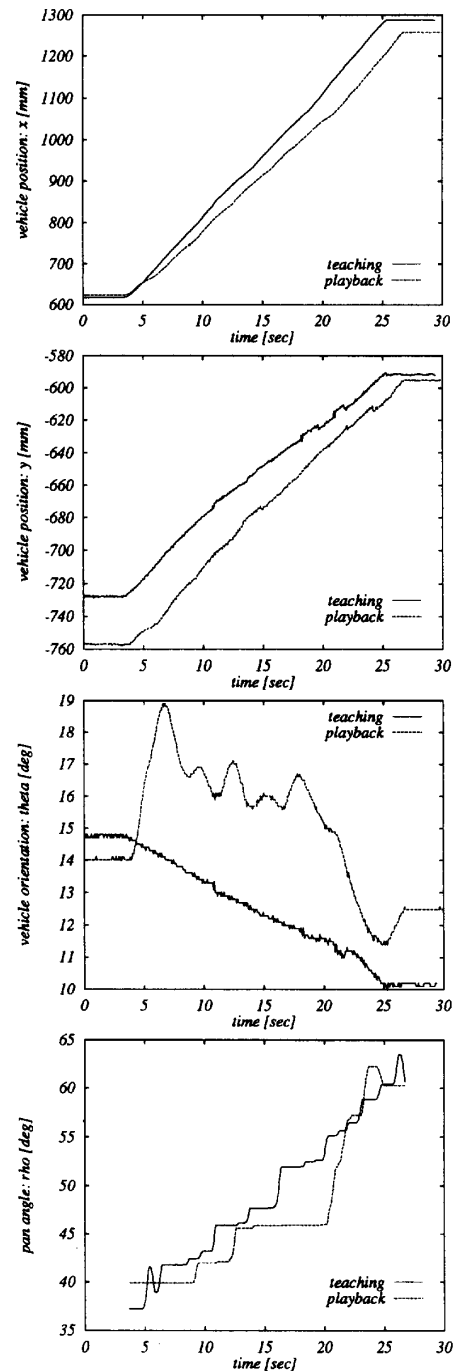 1300
1200
1100
1000
900
800
700
600
vehicle position: x [mm]
teaching
playback
0 5 10 15 20 25 30
time [sec]
-580
-600
-620
-640
-660
-680
-700
-720
-740
-760
vehicle position: y [mm]
teaching
playback
0 5 10 15 20 25 30
time [sec]
19
18
17
16
15
14
13
12
11
10
vehicle orientation: theta [deg]
teaching
playback
0 5 10 15 20 25 30
time [sec]
65
60
55
50
45
40
35
pan angle: rho [deg]
teaching
playback
0 5 10 15 20 25 30
time [sec]